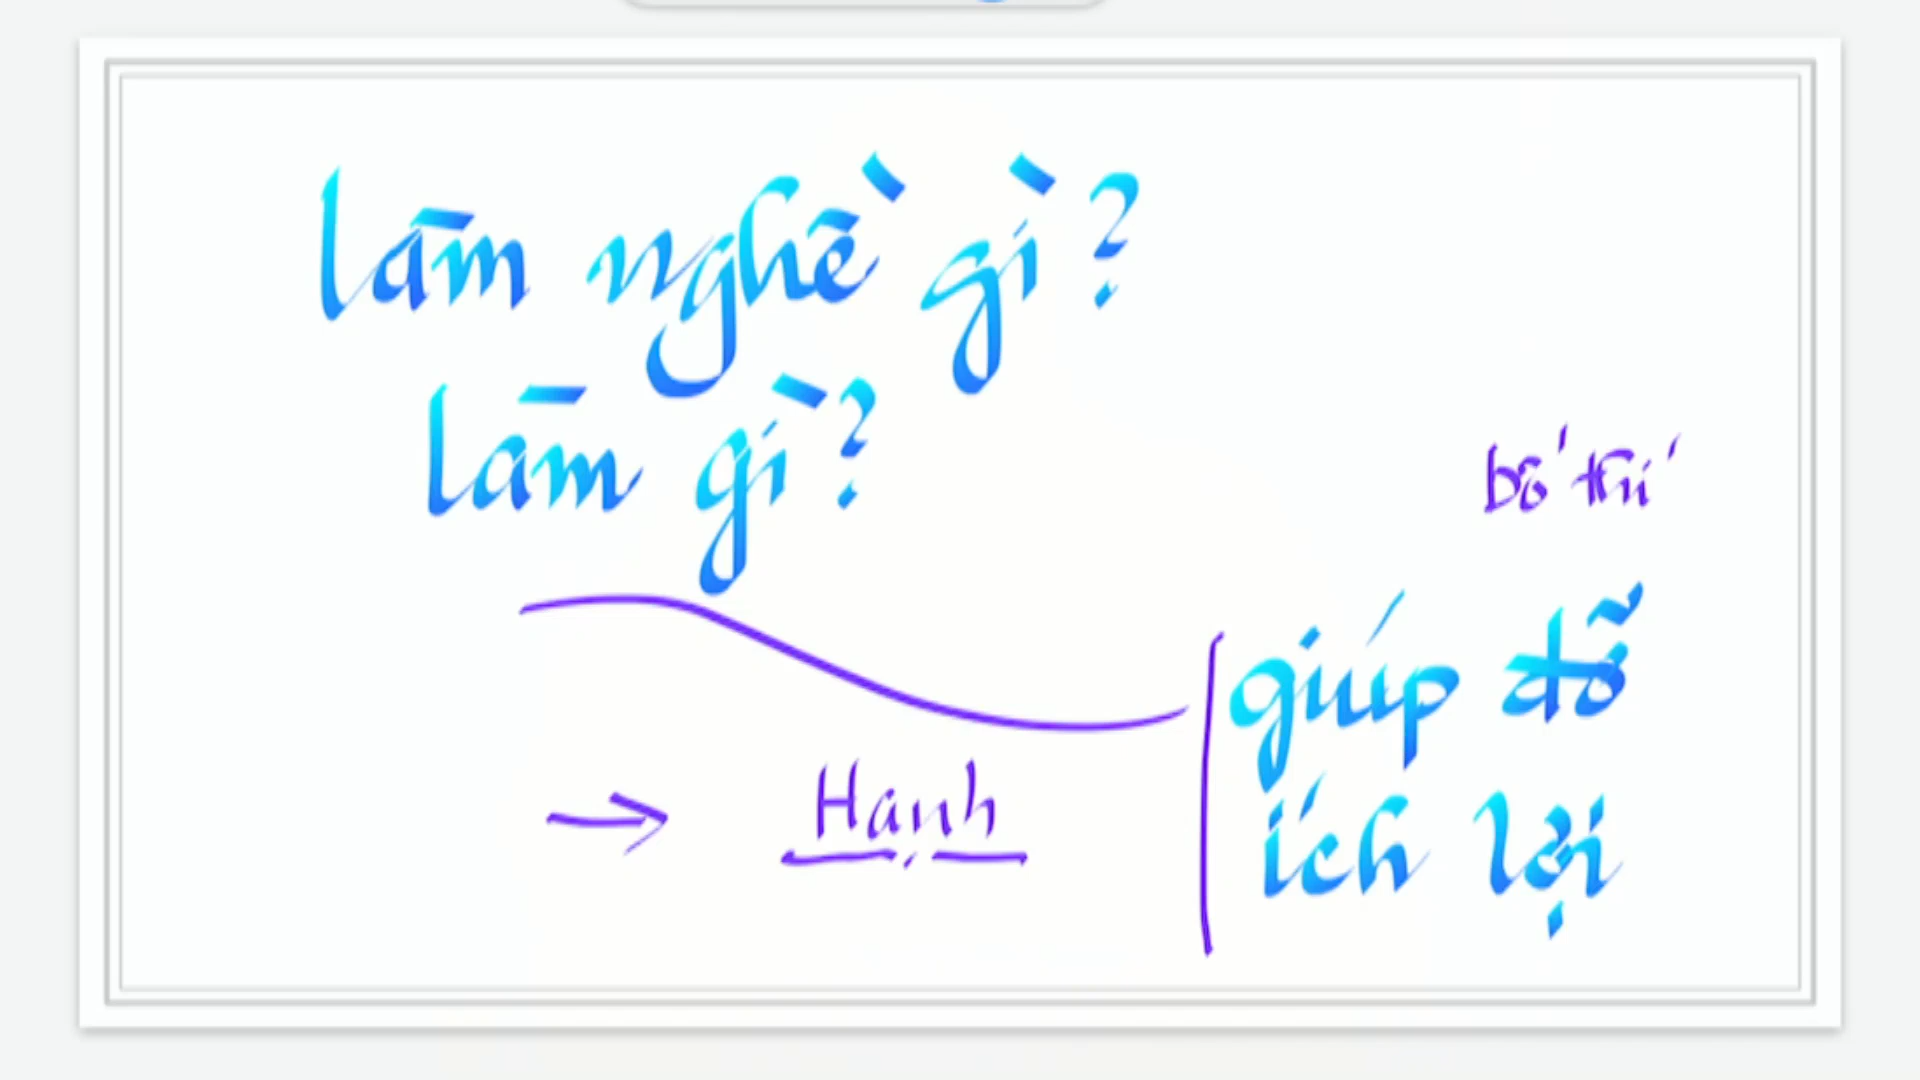 làm nghề gì?
làm gì?
bố thí
giúp đỡ
→ Hạnh
ích lợi